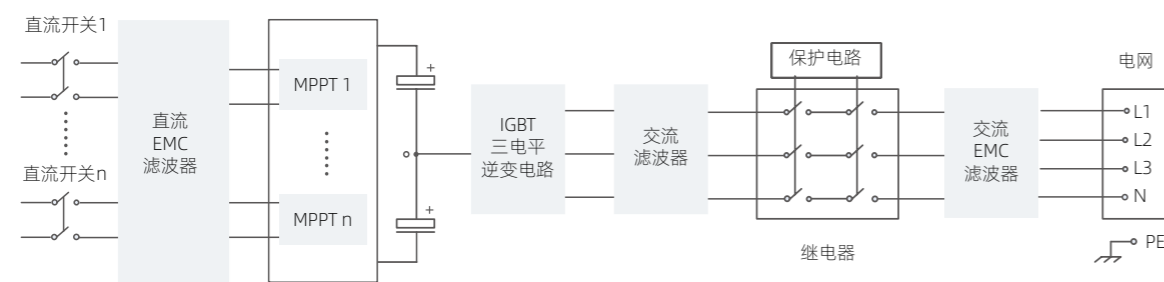 直流开关1
直流开关n
直流
EMC
滤波器
MPPT 1
MPPT n
+
+
IGBT
三电平
逆变电路
交流
滤波器
保护电路
继电器
交流
EMC
滤波器
电网
L1
L2
L3
N
PE